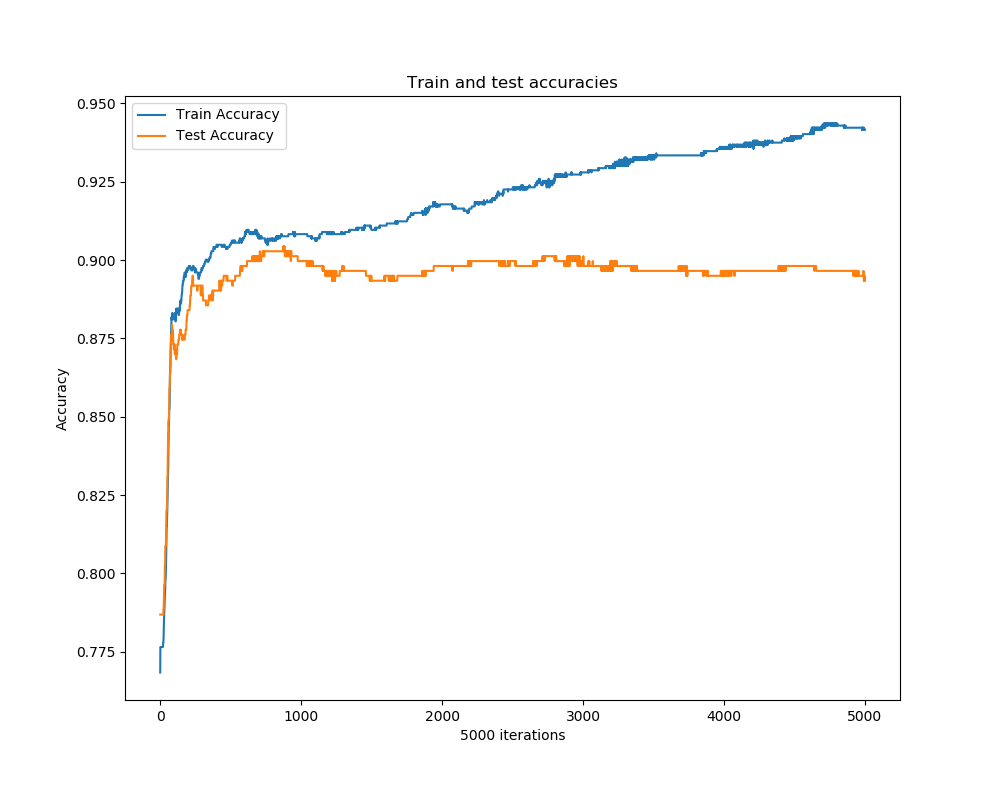 Train and test accuracies
0.950
0.925
0.900
0.875
0.850
0.825
0.800
0.775
Accuracy
Train Accuracy
Test Accuracy
0 1000 2000 3000 4000 5000
5000 iterations